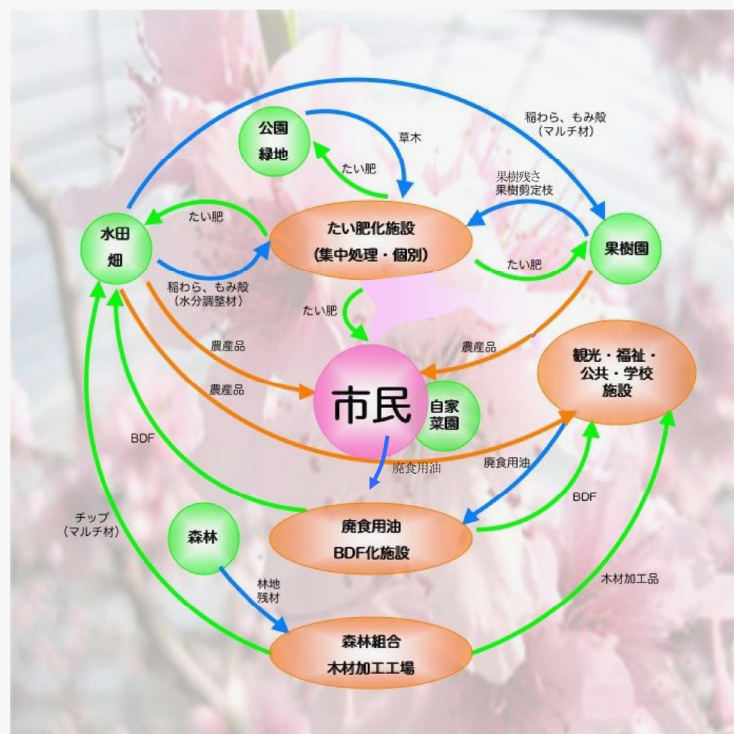 稲わら、もみ殻
（マルチ材）
公園
緑地
草木
たい肥
果樹残さ
果樹剪定枝
たい肥
水田
畑
たい肥化施設
（集中処理・個別）
果樹園
たい肥
稲わら、もみ殻
（水分調整材）
たい肥
農産品
農産品
観光・福祉・
公共・学校
施設
農産品
市民
自家
菜園
BDF
廃食用油
廃食用油
BDF
チップ
（マルチ材）
森林
廃食用油
BDF化施設
林地
残材
木材加工品
森林組合
木材加工工場